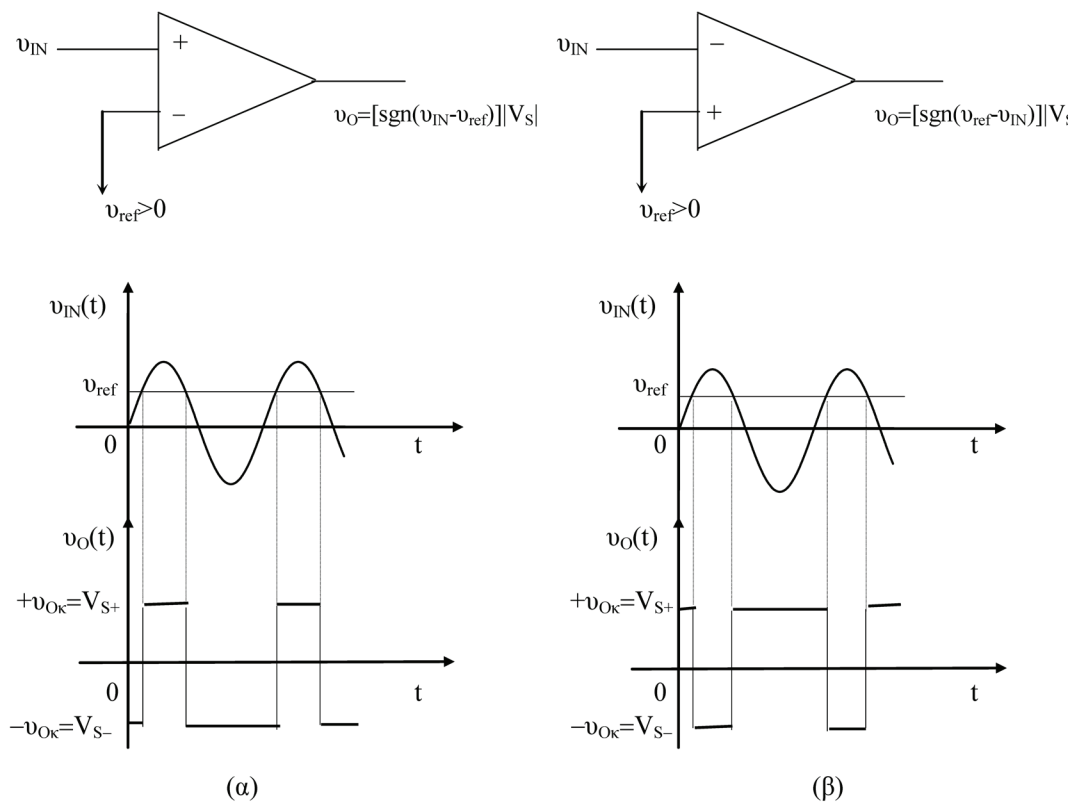 υIN
+
−
υO=[sgn(υIN-υref)]|VS|
υref>0
υIN
−
+
υO=[sgn(υref-υIN)]|VS
υref>0
υIN(t)
υref
0
t
υO(t)
+υOκ=VS+
0
t
−υOκ=VS−
(α)
υIN(t)
υref
0
t
υO(t)
+υOκ=VS+
0
t
−υOκ=VS−
(β)